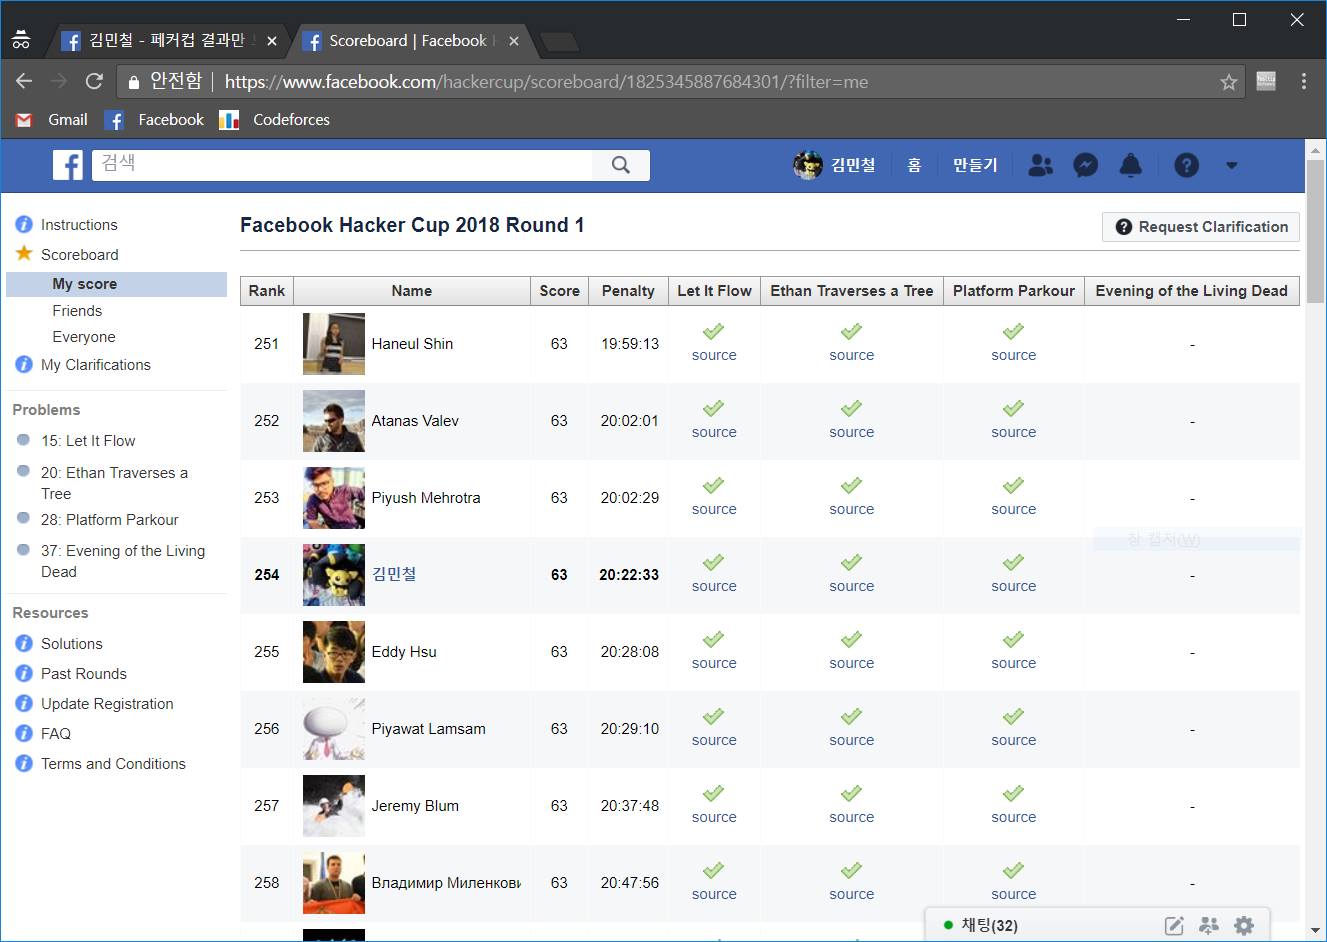 김민철 - 페커컵 결과만
Scoreboard | Facebook
안전함 | https://www.facebook.com/hackercup/scoreboard/1825345887684301/?filter=me
Gmail Facebook Codeforces
검색
김민철 홈 만들기
Instructions
Scoreboard
My score
Friends
Everyone
My Clarifications
Problems
15: Let It Flow
20: Ethan Traverses a
Tree
28: Platform Parkour
37: Evening of the Living
Dead
Resources
Solutions
Past Rounds
Update Registration
FAQ
Terms and Conditions
Facebook Hacker Cup 2018 Round 1
Request Clarification
Rank Name Score Penalty Let It Flow Ethan Traverses a Tree Platform Parkour Evening of the Living Dead
251 Haneul Shin 63 19:59:13 source source source -
252 Atanas Valev 63 20:02:01 source source source -
253 Piyush Mehrotra 63 20:02:29 source source source -
창 캡처(W)
254 김민철 63 20:22:33 source source source -
255 Eddy Hsu 63 20:28:08 source source source -
256 Piyawat Lamsam 63 20:29:10 source source source -
257 Jeremy Blum 63 20:37:48 source source source -
258 Владимир Миленкови 63 20:47:56 source source source -
채팅(32)